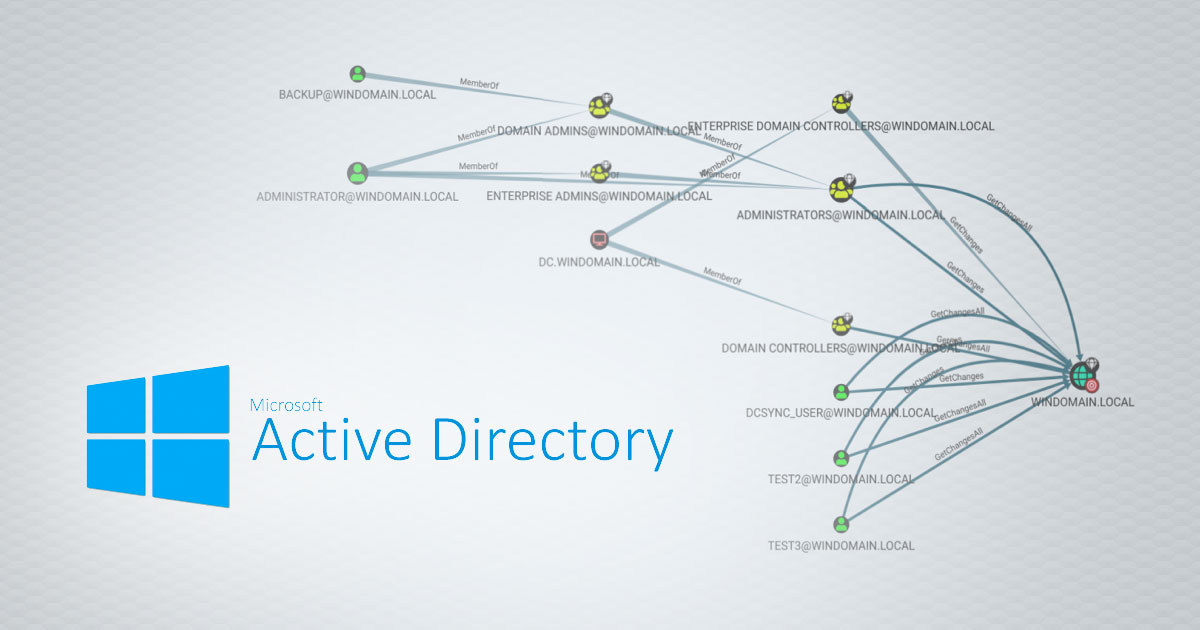 BACKUP@WINDOMAIN.LOCAL
MemberOf
DOMAIN ADMINS@WINDOMAIN.LOCAL
ENTERPRISE DOMAIN CONTROLLERS@WINDOMAIN.LOCAL
MemberOf
MemberOf
MemberOf
ADMINISTRATOR@WINDOMAIN.LOCAL
MemberOf
MemberOf
MemberOf
ENTERPRISE ADMINS@WINDOMAIN.LOCAL
ADMINISTRATORS@WINDOMAIN.LOCAL
GetChangesAll
GetChanges
GetChanges
DC.WINDOMAIN.LOCAL
MemberOf
GetChangesAll
DOMAIN CONTROLLERS@WINDOMAIN.LOCAL
GetChangesAll
GetChanges
GetChanges
WINDOMAIN.LOCAL
DCSYNC_USER@WINDOMAIN.LOCAL
GetChangesAll
TEST2@WINDOMAIN.LOCAL
GetChangesAll
TEST3@WINDOMAIN.LOCAL
Microsoft
Active Directory